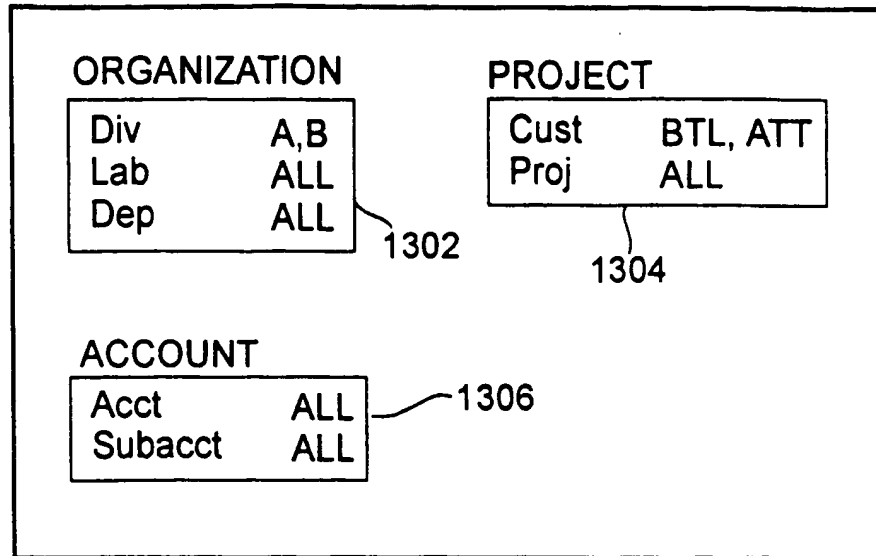 ORGANIZATION
Div A,B
Lab ALL
Dep ALL
1302
PROJECT
Cust BTL, ATT
Proj ALL
1304
ACCOUNT
Acct ALL
Subacct ALL
1306